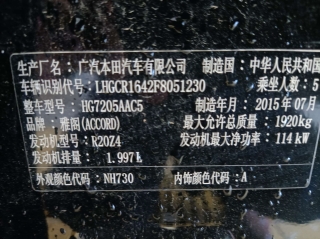 生产厂名：广汽本田汽车有限公司 制造国：中华人民共和国
车辆识别代号：LHGCR1642F8051230 乘坐人数：5
整车型号：HG7205AAC5 制造年月：2015年07月
品牌：雅阁(ACCORD) 最大允许总质量：1920kg
发动机型号：R20Z4 发动机最大净功率：114kW
发动机排量：1.997L
外观颜色代码：NH730 内饰颜色代码：A